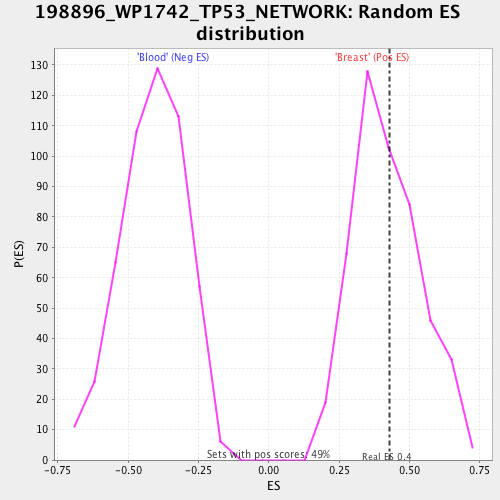 198896_WP1742_TP53_NETWORK: Random ES
distribution
'Blood' (Neg ES)
'Breast' (Pos ES)
P(ES)
130
120
110
100
90
80
70
60
50
40
30
20
10
0
Sets with pos scores: 49%
Real ES 0.4
-0.75
-0.50
-0.25
0.00
0.25
0.50
0.75
ES